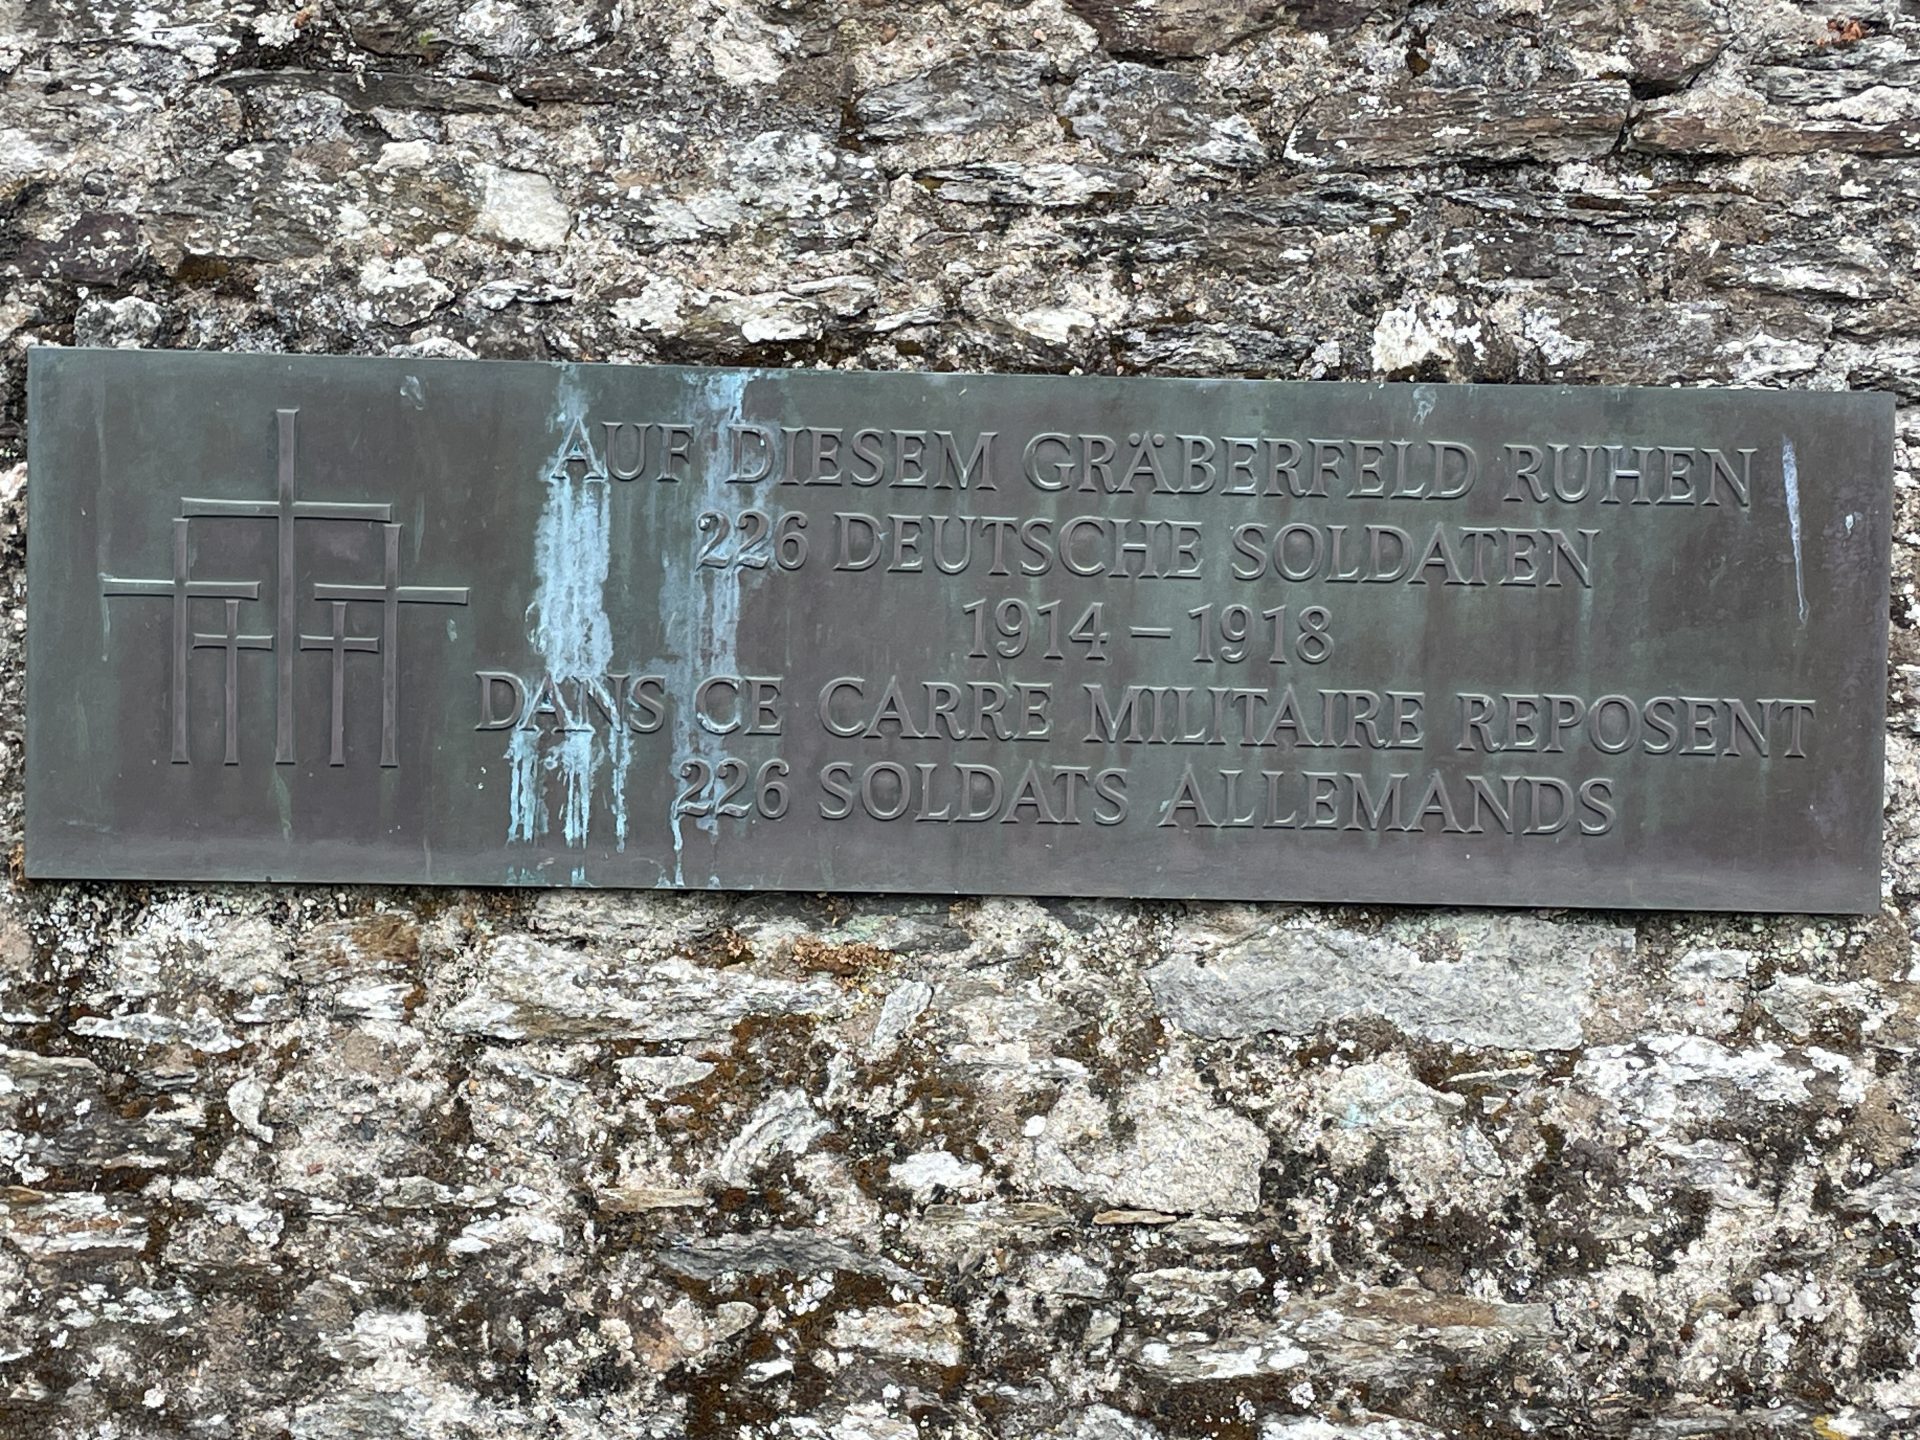 AUF DIESEM GRÄBERFELD RUHEN
226 DEUTSCHE SOLDATEN
1914 – 1918
DANS CE CARRE MILITAIRE REPOSENT
226 SOLDATS ALLEMANDS